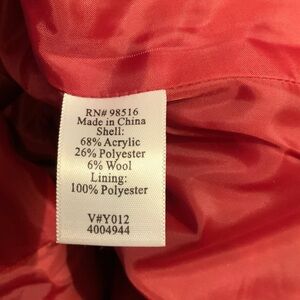 RN# 98516
Made in China
Shell:
68% Acrylic
26% Polyester
6% Wool
Lining:
100% Polyester
V#Y012
4004944